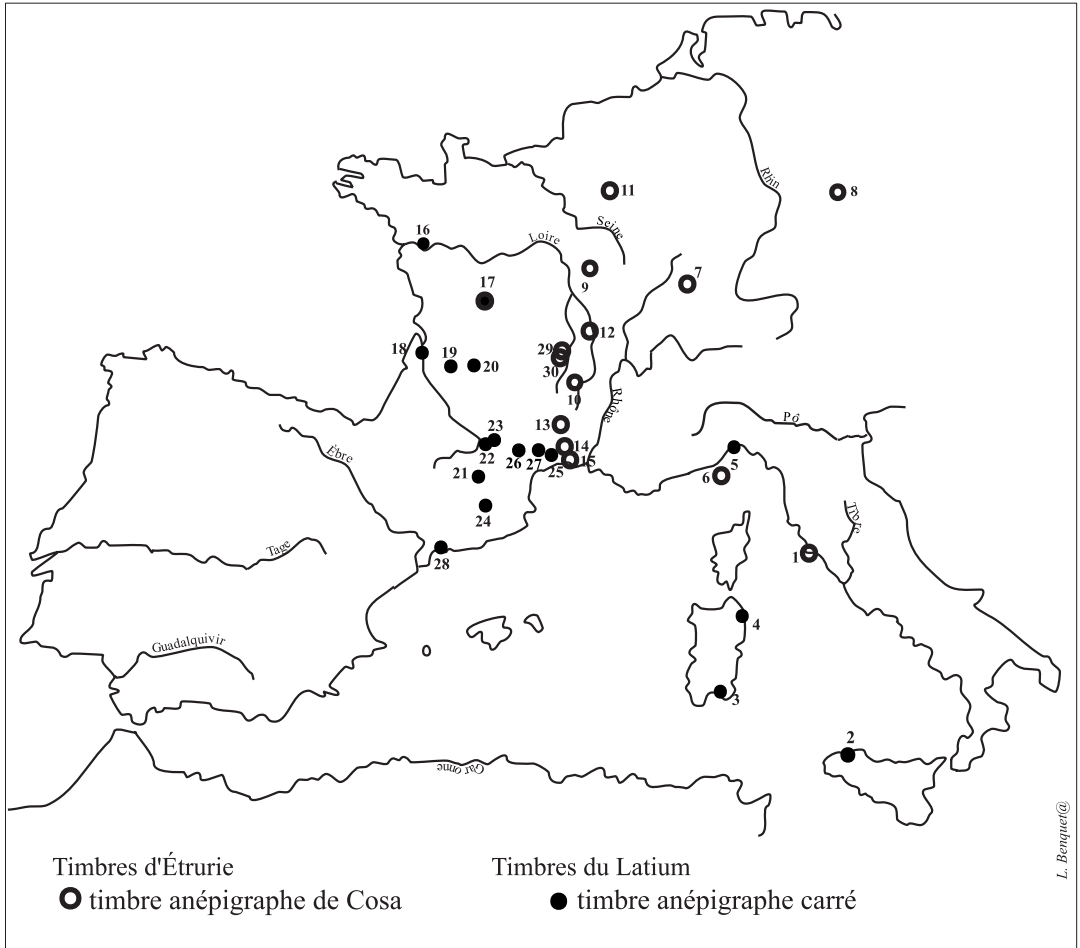 Rhin
11
8
16
Seine
Loire
9
7
17
12
18
19
20
29
30
10
Rhône
Pô
13
23
22
26
27
25
14
15
5
6
Èbre
21
24
Tibre
Tage
28
1
4
Guadalquivir
3
2
Garonne
L. Benquet@
Timbres d'Étrurie
timbre anépigraphe de Cosa
Timbres du Latium
timbre anépigraphe carré